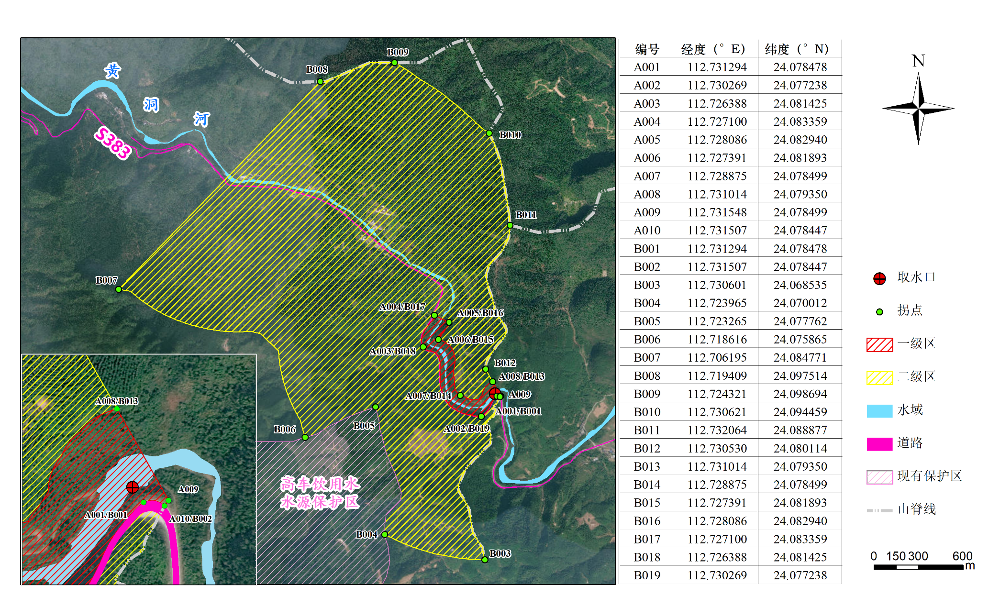 B009
B008
黄
洞
河
S383
B010
B011
B007
A004/B017
A005/B016
A006/B015
A003/B018
B012
A008/B013
A007/B014
A009
A001/B001
A002/B019
B005
B006
高车饮用水
水源保护区
B004
B003
A008/B013
A009
A001/B001
A010/B002
编号 经度（°E） 纬度（°N）
A001 112.731294 24.078478
A002 112.730269 24.077238
A003 112.726388 24.081425
A004 112.727100 24.083359
A005 112.728086 24.082940
A006 112.727391 24.081893
A007 112.728875 24.078499
A008 112.731014 24.079350
A009 112.731548 24.078499
A010 112.731507 24.078447
B001 112.731294 24.078478
B002 112.731507 24.078447
B003 112.730601 24.068535
B004 112.723965 24.070012
B005 112.723265 24.077762
B006 112.718616 24.075865
B007 112.706195 24.084771
B008 112.719409 24.097514
B009 112.724321 24.098694
B010 112.730621 24.094459
B011 112.732064 24.088877
B012 112.730530 24.080114
B013 112.731014 24.079350
B014 112.728875 24.078499
B015 112.727391 24.081893
B016 112.728086 24.082940
B017 112.727100 24.083359
B018 112.726388 24.081425
B019 112.730269 24.077238
N
取水口
拐点
一级区
二级区
水域
道路
现有保护区
山脊线
0 150 300 600
m